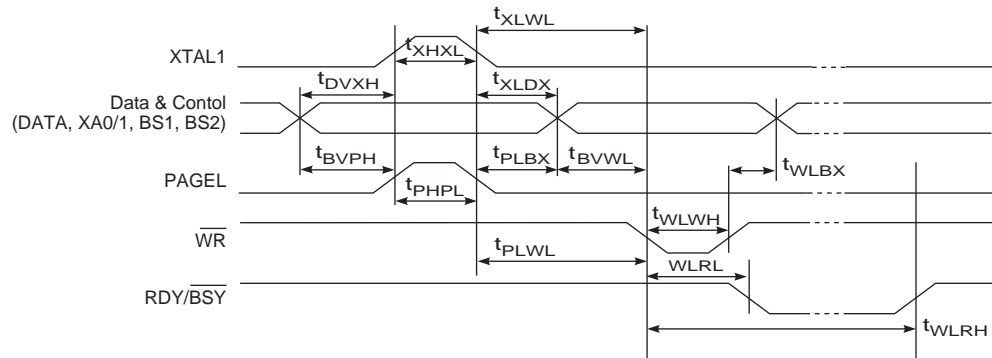 tXLWL
XTAL1
tXHXL
tDVXH
tXLDX
Data & Contol
(DATA, XA0/1, BS1, BS2)
tBVPH
tPLBX
tBVWL
tWLBX
PAGEL
tPHPL
tWLWH
WR
tPLWL
WLRL
RDY/BSY
tWLRH